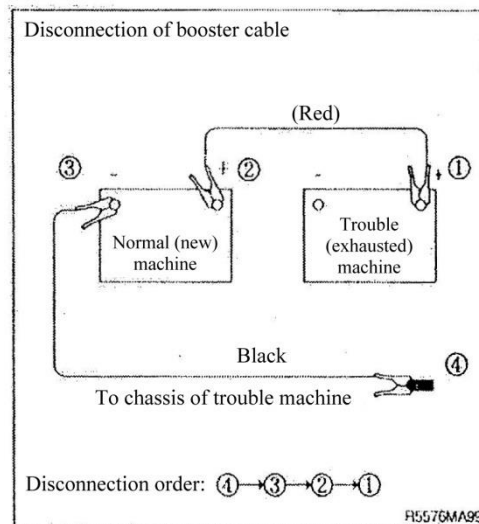 Disconnection of booster cable
(Red)
③ - + ② - + ①
Normal (new)
machine
Trouble
(exhausted)
machine
Black
④
To chassis of trouble machine
Disconnection order: ④→③→②→①
R5576MA99